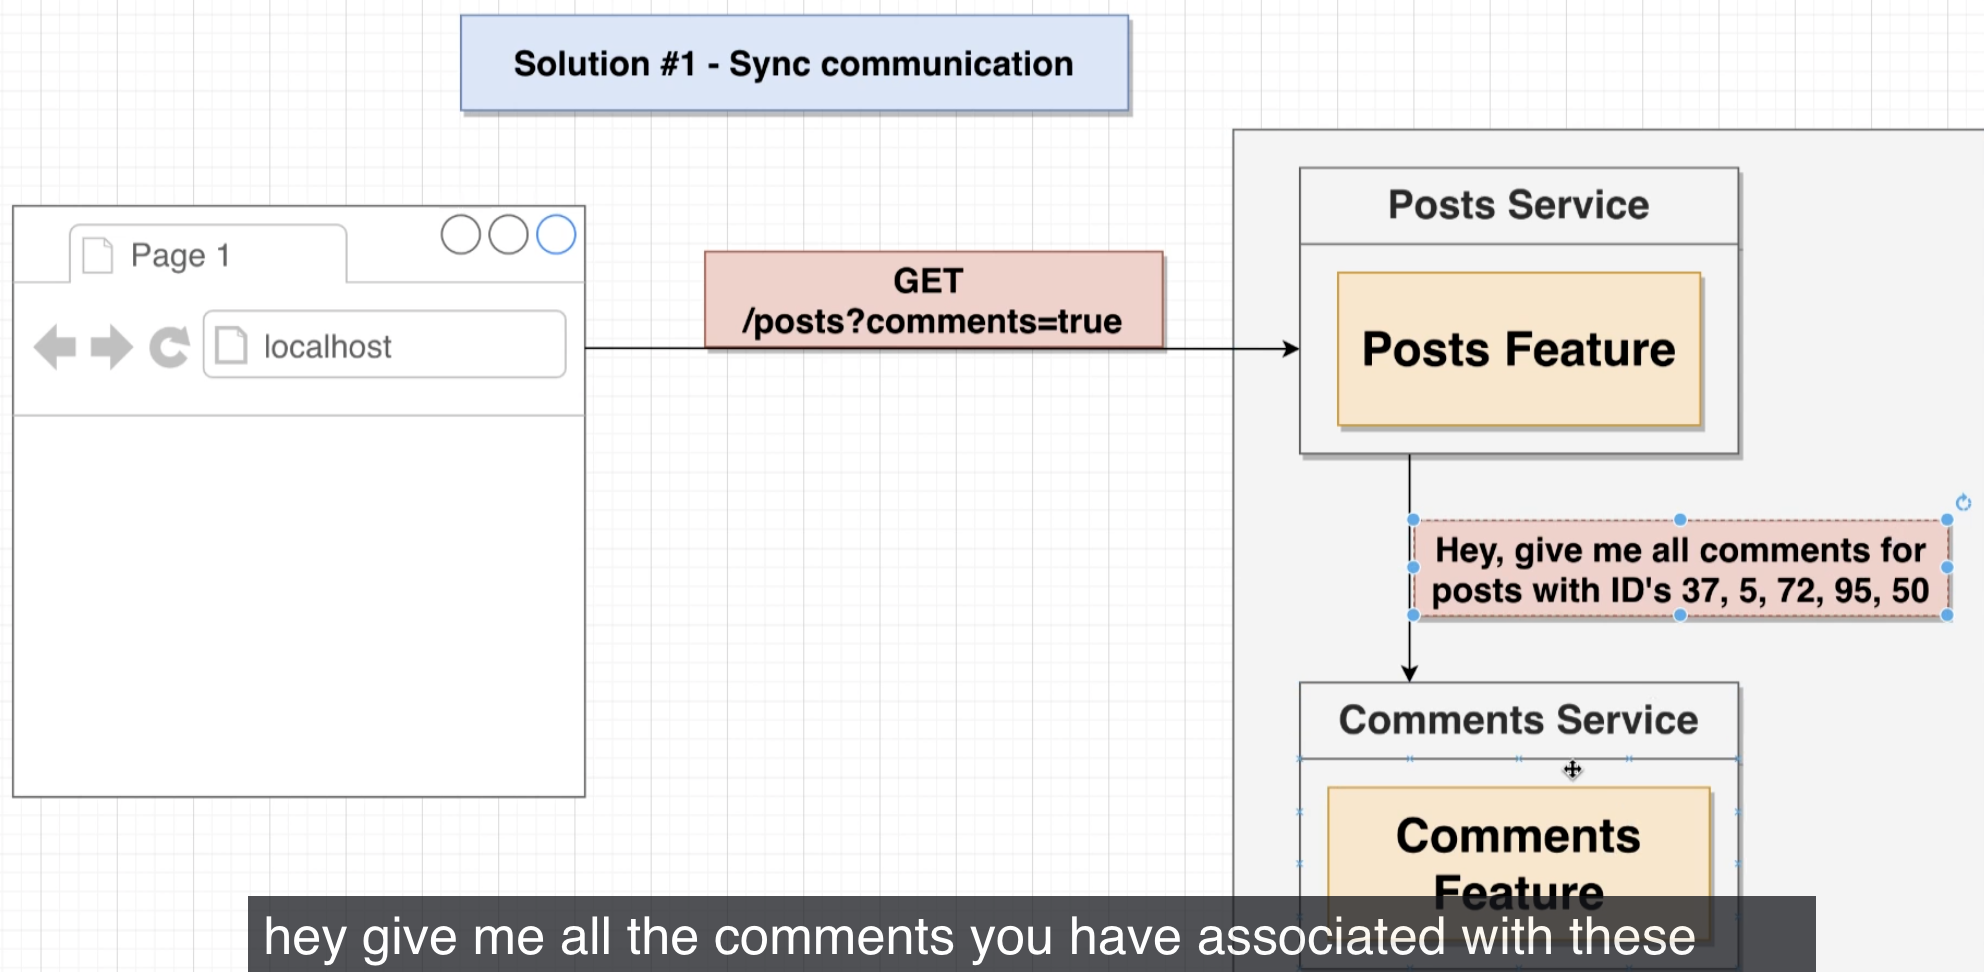 Solution #1 - Sync communication
Posts Service
Page 1
GET
/posts?comments=true
localhost
Posts Feature
Hey, give me all comments for
posts with ID's 37, 5, 72, 95, 50
Comments Service
Comments
Feature
hey give me all the comments you have associated with these